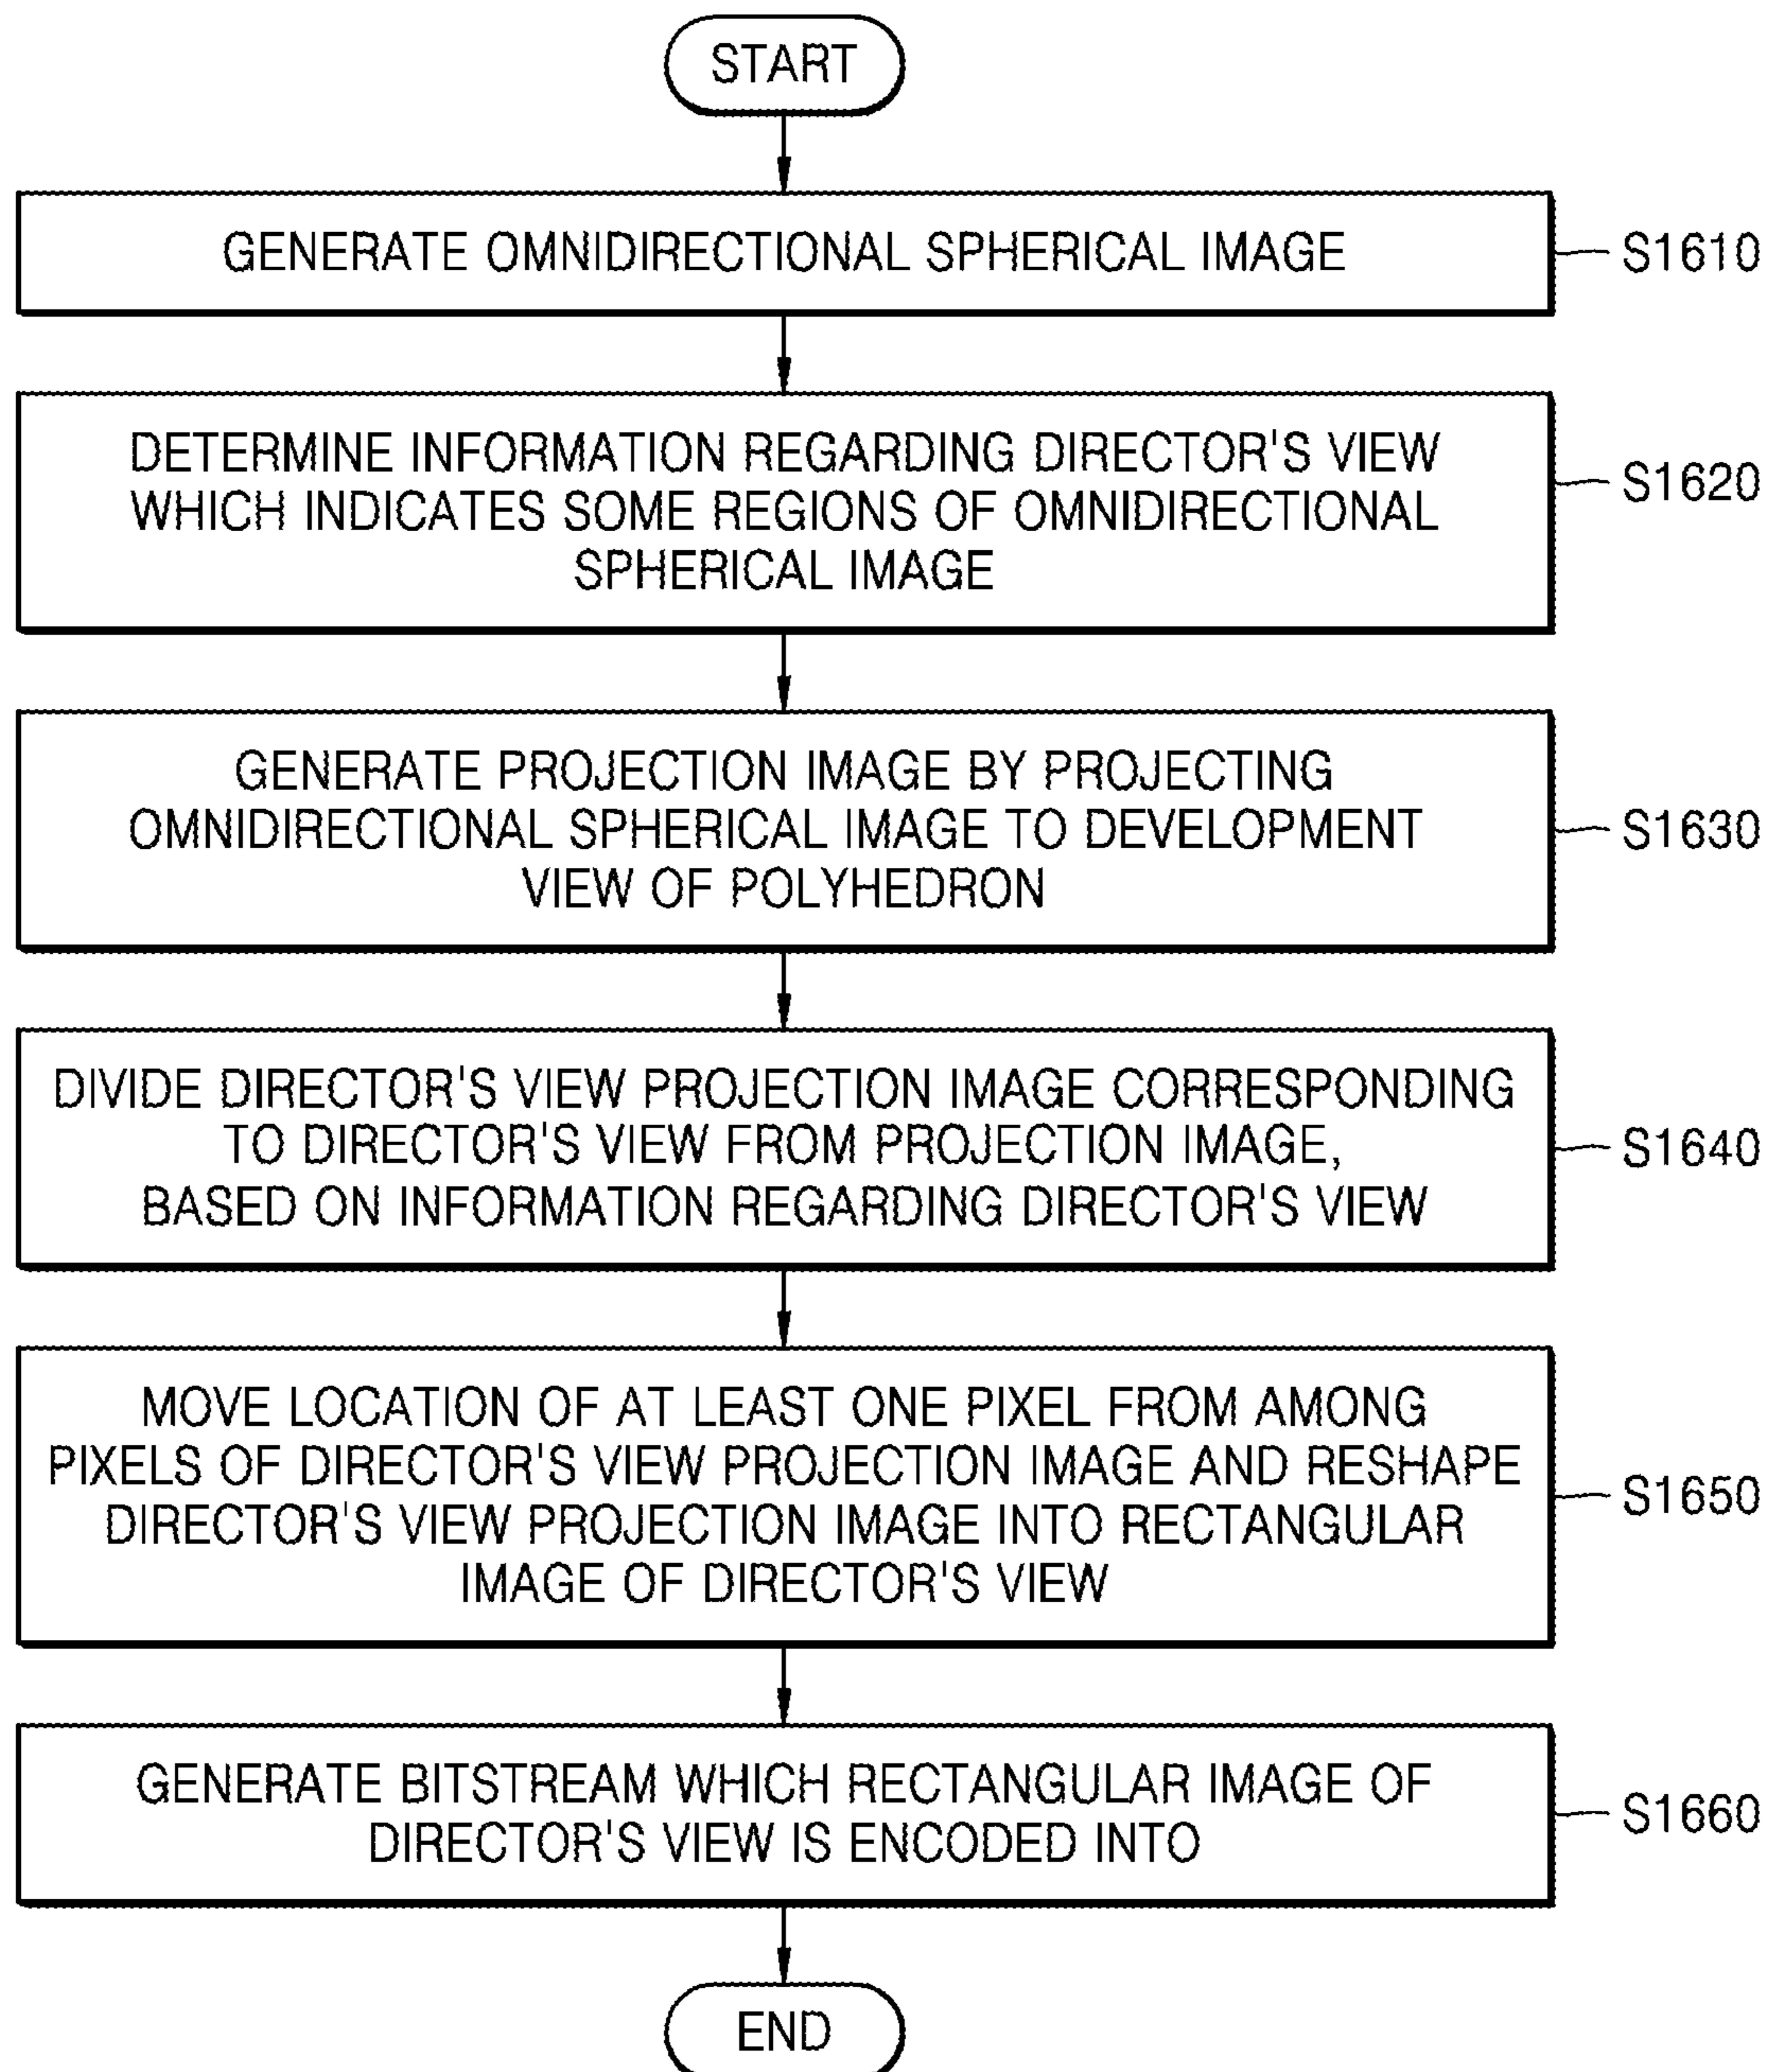 START
GENERATE OMNIDIRECTIONAL SPHERICAL IMAGE
S1610
DETERMINE INFORMATION REGARDING DIRECTOR'S VIEW
WHICH INDICATES SOME REGIONS OF OMNIDIRECTIONAL
SPHERICAL IMAGE
S1620
GENERATE PROJECTION IMAGE BY PROJECTING
OMNIDIRECTIONAL SPHERICAL IMAGE TO DEVELOPMENT
VIEW OF POLYHEDRON
S1630
DIVIDE DIRECTOR'S VIEW PROJECTION IMAGE CORRESPONDING
TO DIRECTOR'S VIEW FROM PROJECTION IMAGE,
BASED ON INFORMATION REGARDING DIRECTOR'S VIEW
S1640
MOVE LOCATION OF AT LEAST ONE PIXEL FROM AMONG
PIXELS OF DIRECTOR'S VIEW PROJECTION IMAGE AND RESHAPE
DIRECTOR'S VIEW PROJECTION IMAGE INTO RECTANGULAR
IMAGE OF DIRECTOR'S VIEW
S1650
GENERATE BITSTREAM WHICH RECTANGULAR IMAGE OF
DIRECTOR'S VIEW IS ENCODED INTO
S1660
END